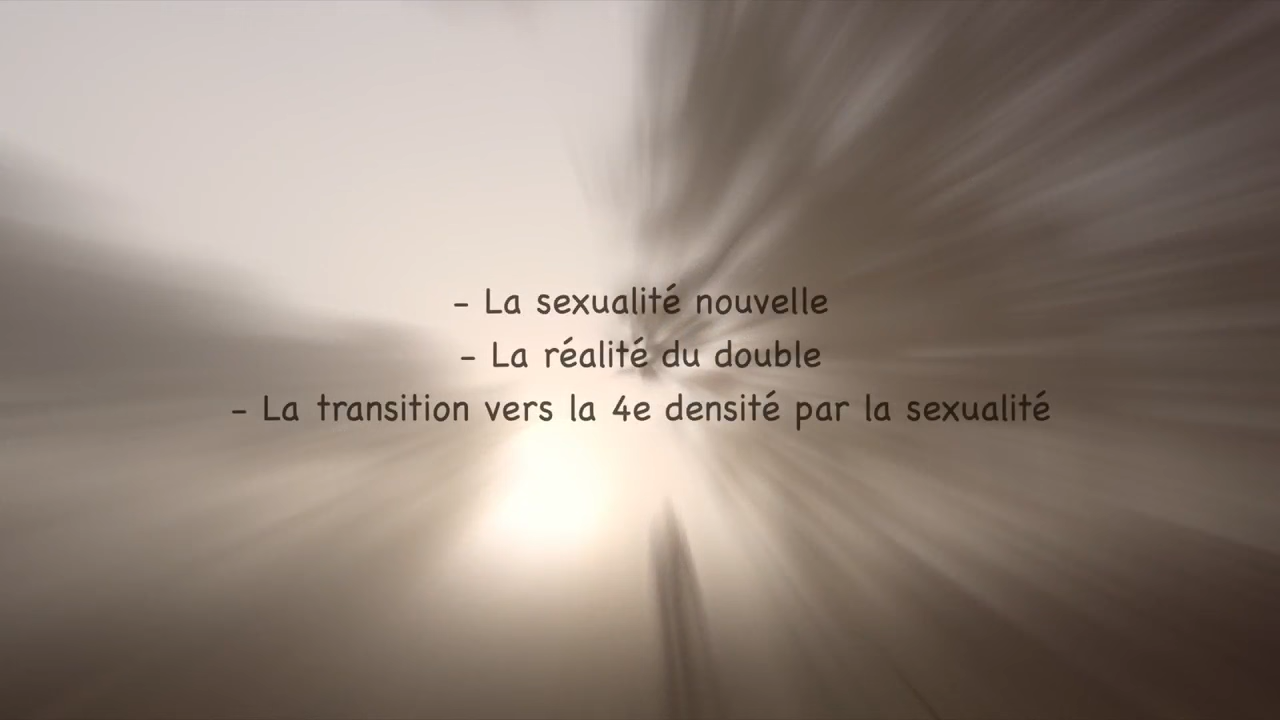 - La sexualité nouvelle
- La réalité du double
- La transition vers la 4e densité par la sexualité